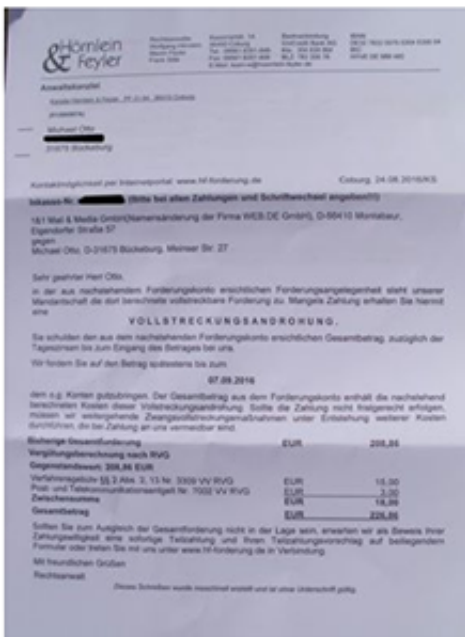 Hörnlein
& Feyler
Rechtsanwälte
Anwaltskanzlei
Michael Otto
31675 Bückeburg
Kontaktmöglichkeit per Internetportal: www.hf-forderung.de Coburg, 24.08.2016/
Inkasso-Nr. (Bitte bei allen Zahlungen und Schriftwechsel angeben!!!)
1&1 Mail & Media GmbH(Namensänderung der Firma WEB.DE GmbH), D-56410 Montabaur,
Elgendorfer Straße 57
gegen
Michael Otto, D-31675 Bückeburg, Meinser Str. 27
Sehr geehrter Herr Otto,
in der aus nachstehendem Forderungskonto ersichtlichen Forderungsangelegenheit steht unserer
Mandantschaft die dort berechnete vollstreckbare Forderung zu. Mangels Zahlung erhalten Sie hiermit
eine
VOLLSTRECKUNGSANDROHUNG.
Sie schulden den aus dem nachstehenden Forderungskonto ersichtlichen Gesamtbetrag, zuzüglich der
Tageszinsen bis zum Eingang des Betrages bei uns.
Wir fordern Sie auf den Betrag spätestens bis zum
07.09.2016
dem o.g. Konto gutzubringen. Der Gesamtbetrag aus dem Forderungskonto enthält die nachstehend
berechneten Kosten dieser Vollstreckungsandrohung. Sollte die Zahlung nicht fristgerecht erfolgen,
müssen wir weitergehende Zwangsvollstreckungsmaßnahmen unter Entstehung weiterer Kosten
durchführen, die bei Zahlung an uns vermeidbar sind.
Bisherige Gesamtforderung EUR 208,86
Vergütungsberechnung nach RVG
Gegenstandswert: 208,86 EUR
Verfahrensgebühr §§ 2 Abs. 2, 13 Nr. 3309 VV RVG EUR 15,00
Post- und Telekommunikationsentgelt Nr. 7002 VV RVG EUR 3,00
Zwischensumme EUR 18,00
Gesamtbetrag EUR 226,86
Sollten Sie zum Ausgleich der Gesamtforderung nicht in der Lage sein, erwarten wir als Beweis Ihrer
Zahlungswilligkeit eine sofortige Teilzahlung und Ihren Teilzahlungsvorschlag auf beiliegendem
Formular oder treten Sie mit uns unter www.hf-forderung.de in Verbindung.
Mit freundlichen Grüßen
Rechtsanwalt
Dieses Schreiben wurde maschinell erstellt und ist ohne Unterschrift gültig.